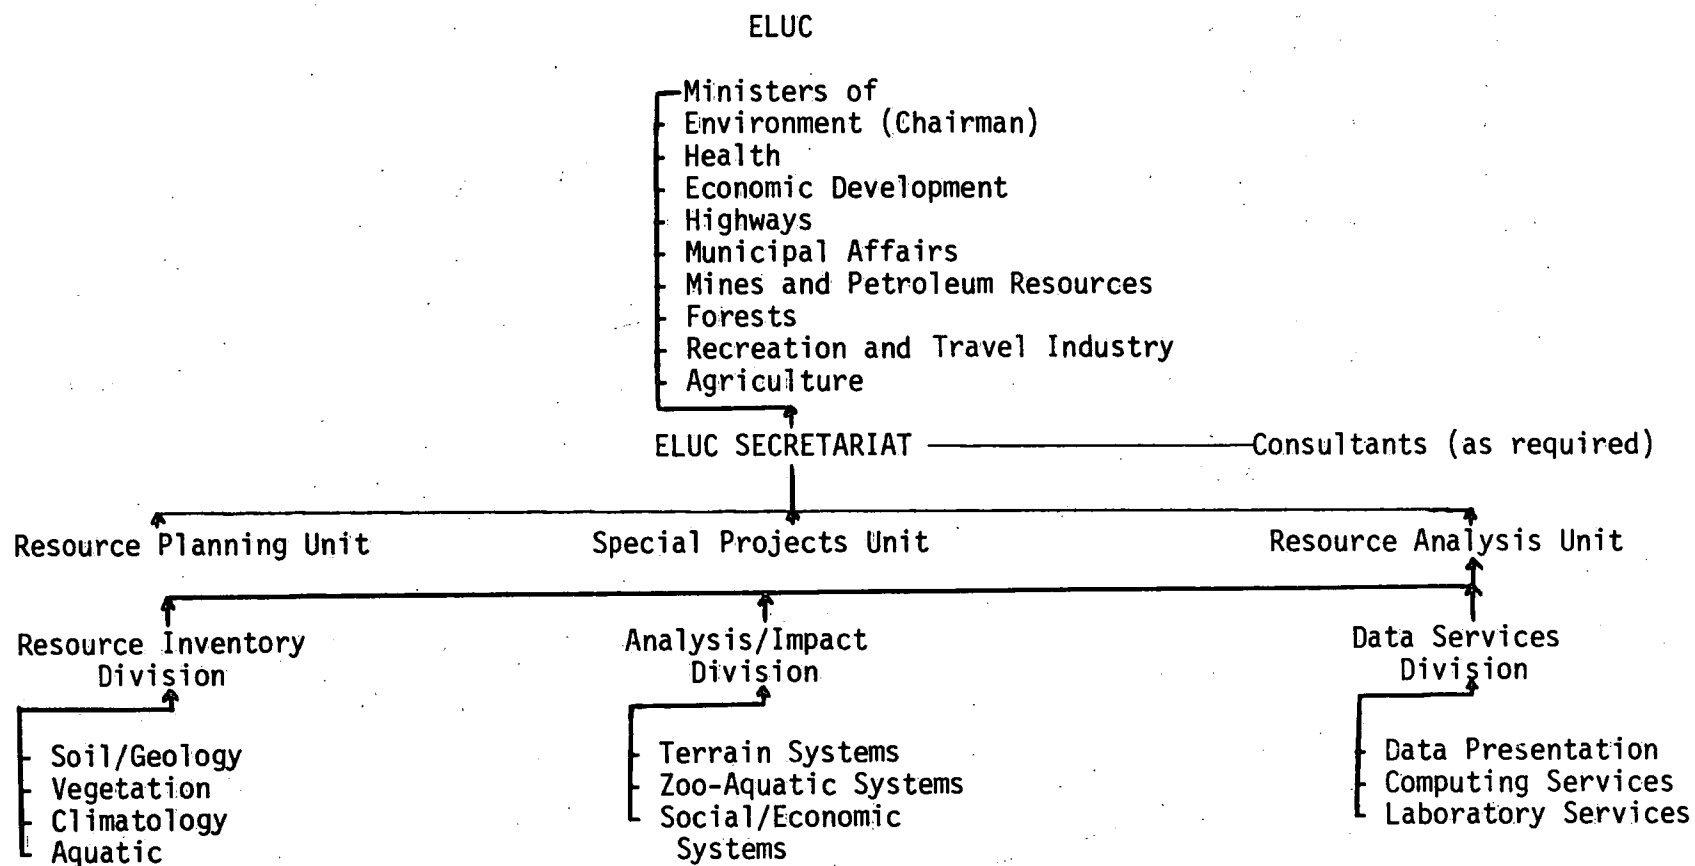 ELUC
Ministers of
Environment (Chairman)
Health
Economic Development
Highways
Municipal Affairs
Mines and Petroleum Resources
Forests
Recreation and Travel Industry
Agriculture
ELUC SECRETARIAT
Consultants (as required)
Resource Planning Unit
Special Projects Unit
Resource Analysis Unit
Resource Inventory
Division
Analysis/Impact
Division
Data Services
Division
Soil/Geology
Vegetation
Climatology
Aquatic
Terrain Systems
Zoo-Aquatic Systems
Social/Economic
Systems
Data Presentation
Computing Services
Laboratory Services